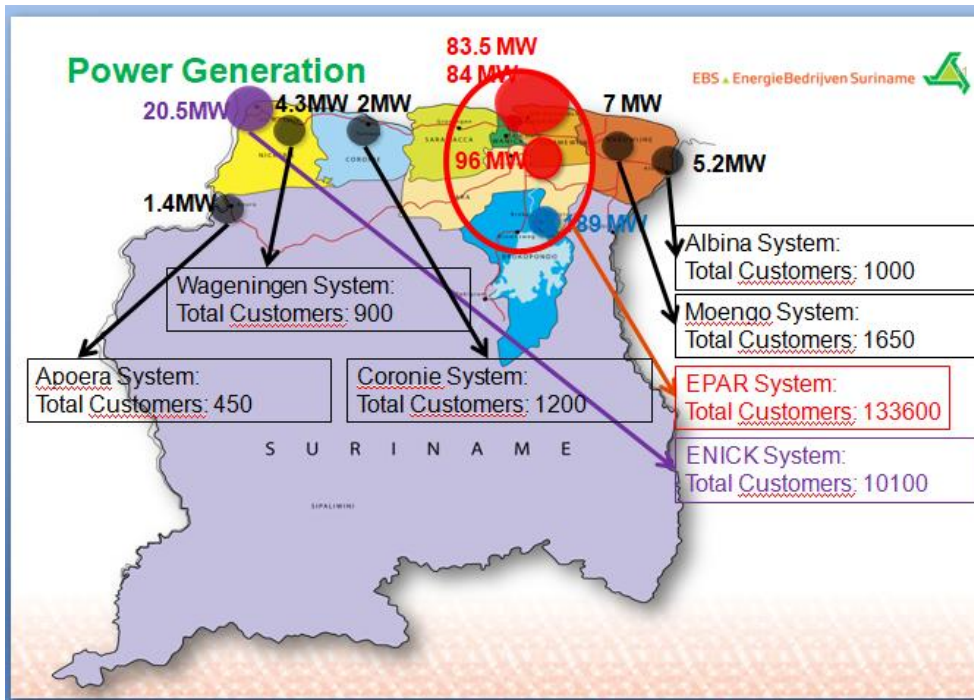 Power Generation
83.5 MW
84 MW
EBS EnergieBedrijven Suriname
20.5MW
4.3MW
2MW
7 MW
96 MW
5.2MW
1.4MW
189 MW
CORONIE
SIPALIWINI
S U R I N A M E
Albina System:
Total Customers: 1000
Wageningen System:
Total Customers: 900
Moengo System:
Total Customers: 1650
Apoera System:
Total Customers: 450
Coronie System:
Total Customers: 1200
EPAR System:
Total Customers: 133600
ENICK System:
Total Customers: 10100